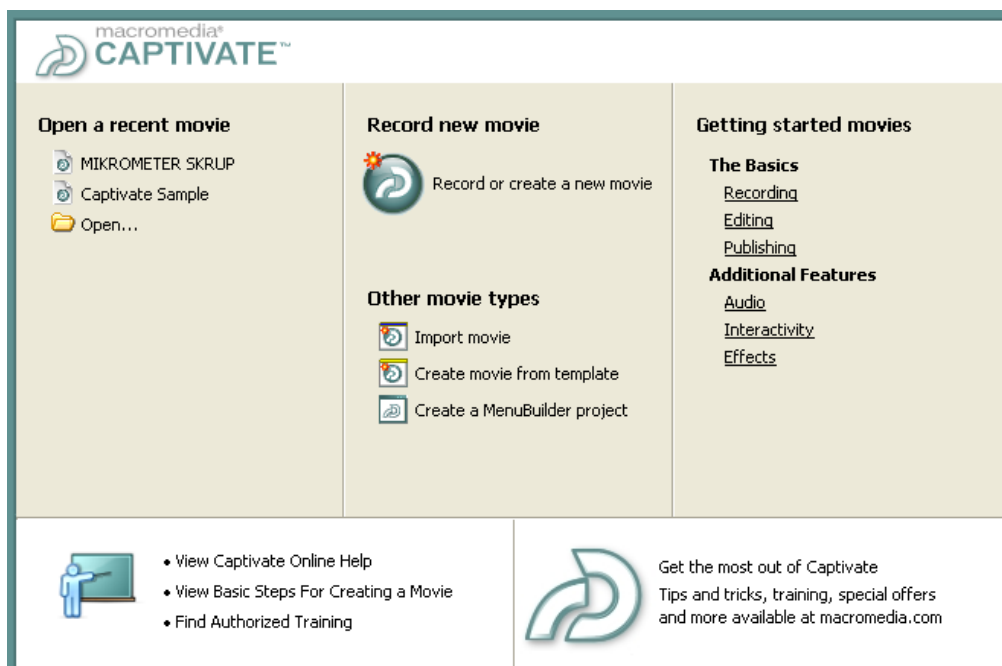 macromedia®
CAPTIVATE™
Open a recent movie
MIKROMETER SKRUP
Captivate Sample
Open...
Record new movie
Record or create a new movie
Other movie types
Import movie
Create movie from template
Create a MenuBuilder project
Getting started movies
The Basics
Recording
Editing
Publishing
Additional Features
Audio
Interactivity
Effects
• View Captivate Online Help
• View Basic Steps For Creating a Movie
• Find Authorized Training
Get the most out of Captivate
Tips and tricks, training, special offers
and more available at macromedia.com